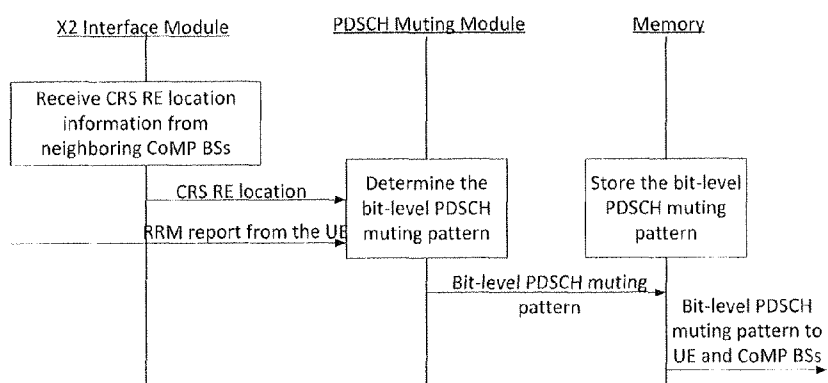 X2 Interface Module
PDSCH Muting Module
Memory
Receive CRS RE location
information from
neighboring CoMP BSs
CRS RE location
RRM report from the UE
Determine the
bit-level PDSCH
muting pattern
Store the bit-level
PDSCH muting
pattern
Bit-level PDSCH muting
pattern
Bit-level PDSCH
muting pattern to
UE and CoMP BSs